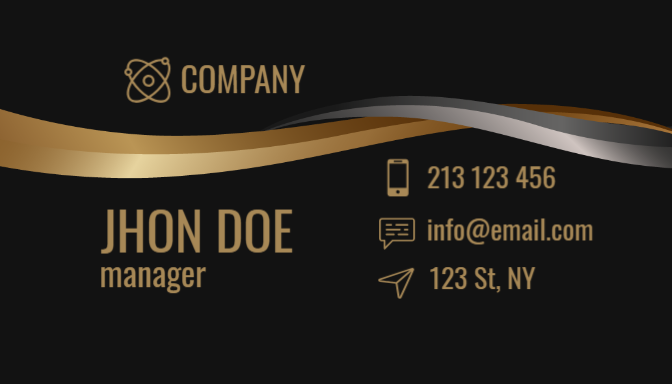 COMPANY
JHON DOE
manager
213 123 456
info@email.com
123 St, NY